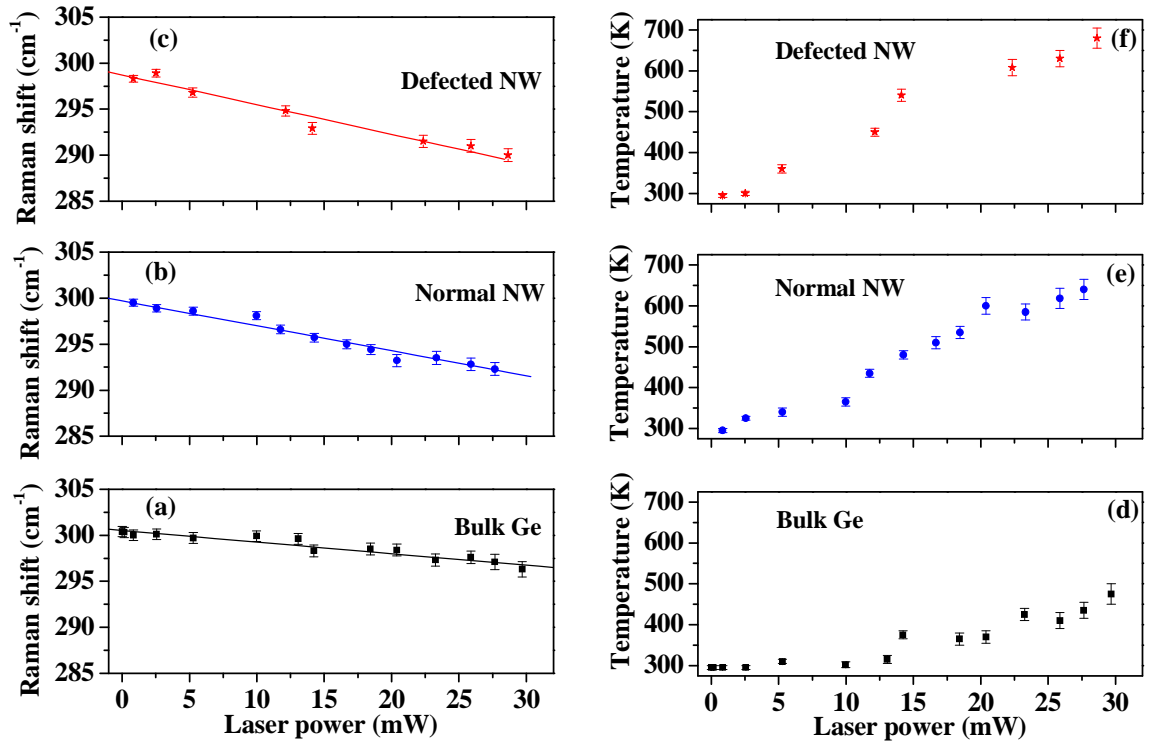 305
300
295
290
285
(c)
Defected NW
Raman shift (cm⁻¹)
305
300
295
290
285
(b)
Normal NW
Raman shift (cm⁻¹)
305
300
295
290
285
(a)
Bulk Ge
Raman shift (cm⁻¹)
0 5 10 15 20 25 30
Laser power (mW)
700
600
500
400
300
Defected NW
(f)
Temperature (K)
700
600
500
400
300
Normal NW
(e)
Temperature (K)
700
600
500
400
300
Bulk Ge
(d)
Temperature (K)
0 5 10 15 20 25 30
Laser power (mW)